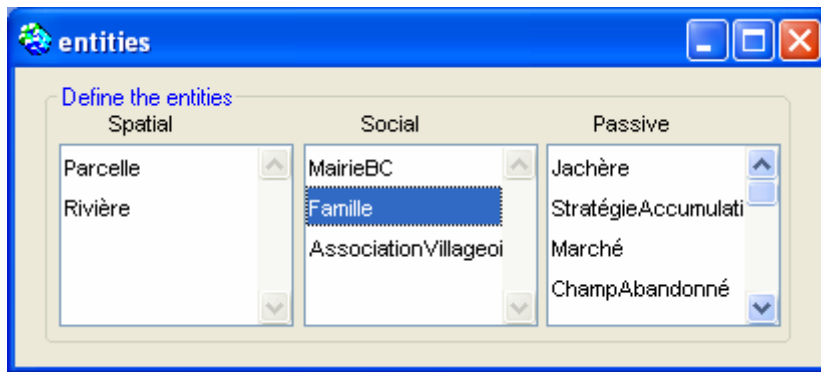 entities
Define the entities
Spatial Social Passive
Parcelle MairieBC Jachère
Rivière Famille StratégieAccumulati
AssociationVillageoi Marché
ChampAbandonné